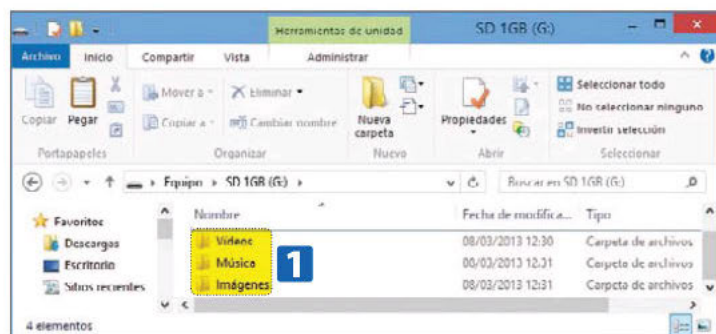 Herramientas de unidad SD 1GB (G:)
Archivo Inicio Compartir Vista Administrar
Copiar Pegar Mover a Copiar a Eliminar Cambiar nombre Nueva carpeta Propiedades Seleccionar todo No seleccionar ninguno Invertir selección
Portapapeles Organizar Nuevo Abrir Seleccionar
Equipo SD 1GB (G:) Buscar en SD 1GB (G:)
Favoritos Nombre Fecha de modifica... Tipo
Descargas Vídeos 08/03/2013 12:30 Carpeta de archivos
Escritorio Música 08/03/2013 12:31 Carpeta de archivos
Sitios recientes Imágenes 08/03/2013 12:31 Carpeta de archivos
1
4 elementos